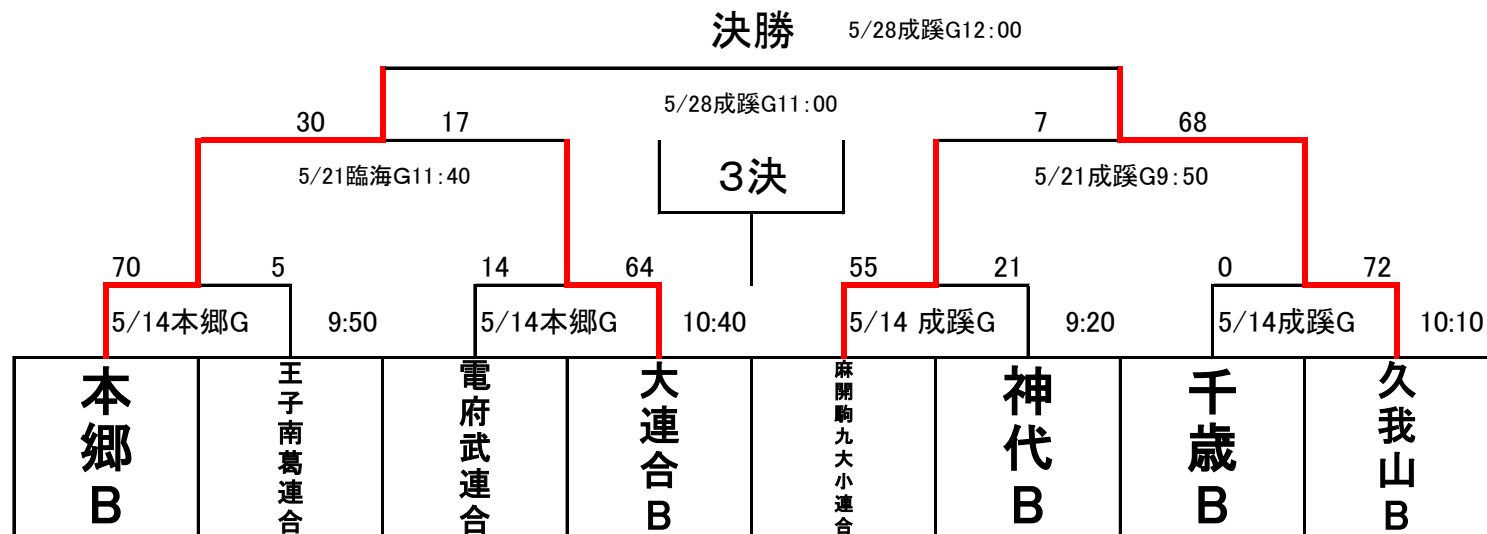 決勝 5/28成蹊G12:00
5/28成蹊G11:00
30 17 7 68
5/21臨海G11:40 3決 5/21成蹊G9:50
70 5 14 64 55 21 0 72
5/14本郷G 9:50 5/14本郷G 10:40 5/14 成蹊G 9:20 5/14成蹊G 10:10
本郷B
王子南葛連合
電府武連合
大連合B
麻開駒九大小連合
神代B
千歳B
久我山B